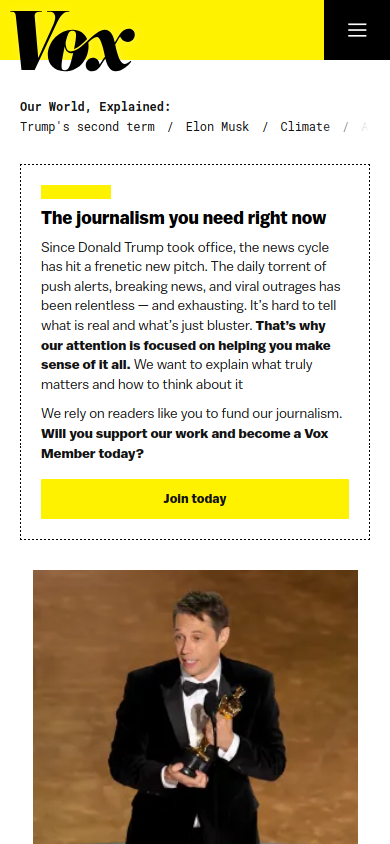 Vox
Our World, Explained:
Trump's second term / Elon Musk / Climate /
The journalism you need right now
Since Donald Trump took office, the news cycle
has hit a frenetic new pitch. The daily torrent of
push alerts, breaking news, and viral outrages has
been relentless — and exhausting. It's hard to tell
what is real and what's just bluster. That's why
our attention is focused on helping you make
sense of it all. We want to explain what truly
matters and how to think about it
We rely on readers like you to fund our journalism.
Will you support our work and become a Vox
Member today?
Join today